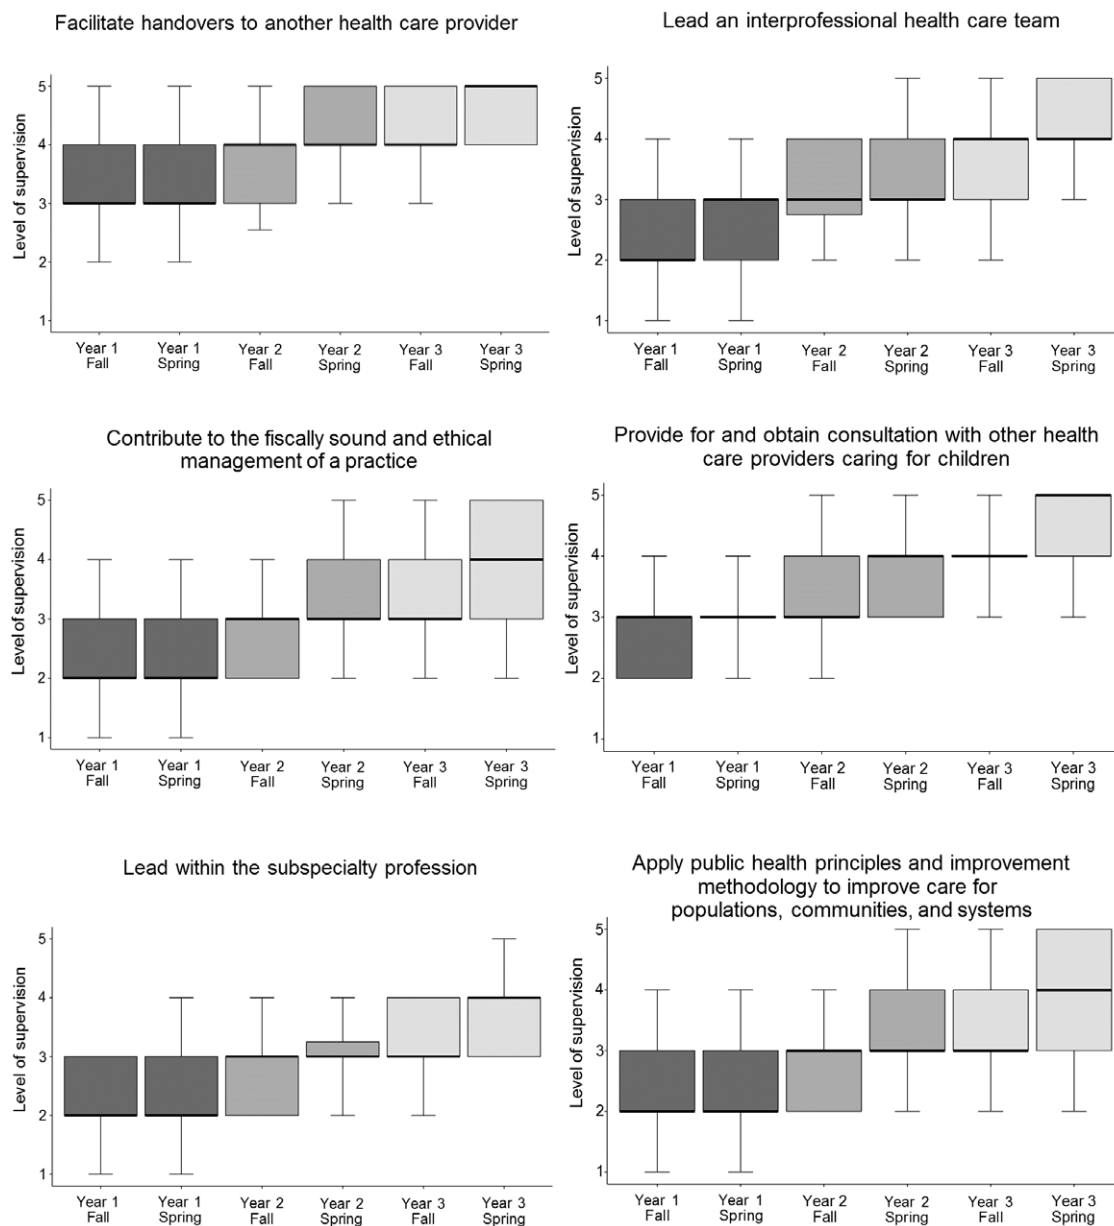 Facilitate handovers to another health care provider
Level of supervision
5
4
3
2
1
Year 1 Year 1 Year 2 Year 2 Year 3 Year 3
Fall Spring Fall Spring Fall Spring
Lead an interprofessional health care team
Level of supervision
5
4
3
2
1
Year 1 Year 1 Year 2 Year 2 Year 3 Year 3
Fall Spring Fall Spring Fall Spring
Contribute to the fiscally sound and ethical
management of a practice
Level of supervision
5
4
3
2
1
Year 1 Year 1 Year 2 Year 2 Year 3 Year 3
Fall Spring Fall Spring Fall Spring
Provide for and obtain consultation with other health
care providers caring for children
Level of supervision
5
4
3
2
1
Year 1 Year 1 Year 2 Year 2 Year 3 Year 3
Fall Spring Fall Spring Fall Spring
Lead within the subspecialty profession
Level of supervision
5
4
3
2
1
Year 1 Year 1 Year 2 Year 2 Year 3 Year 3
Fall Spring Fall Spring Fall Spring
Apply public health principles and improvement
methodology to improve care for
populations, communities, and systems
Level of supervision
5
4
3
2
1
Year 1 Year 1 Year 2 Year 2 Year 3 Year 3
Fall Spring Fall Spring Fall Spring